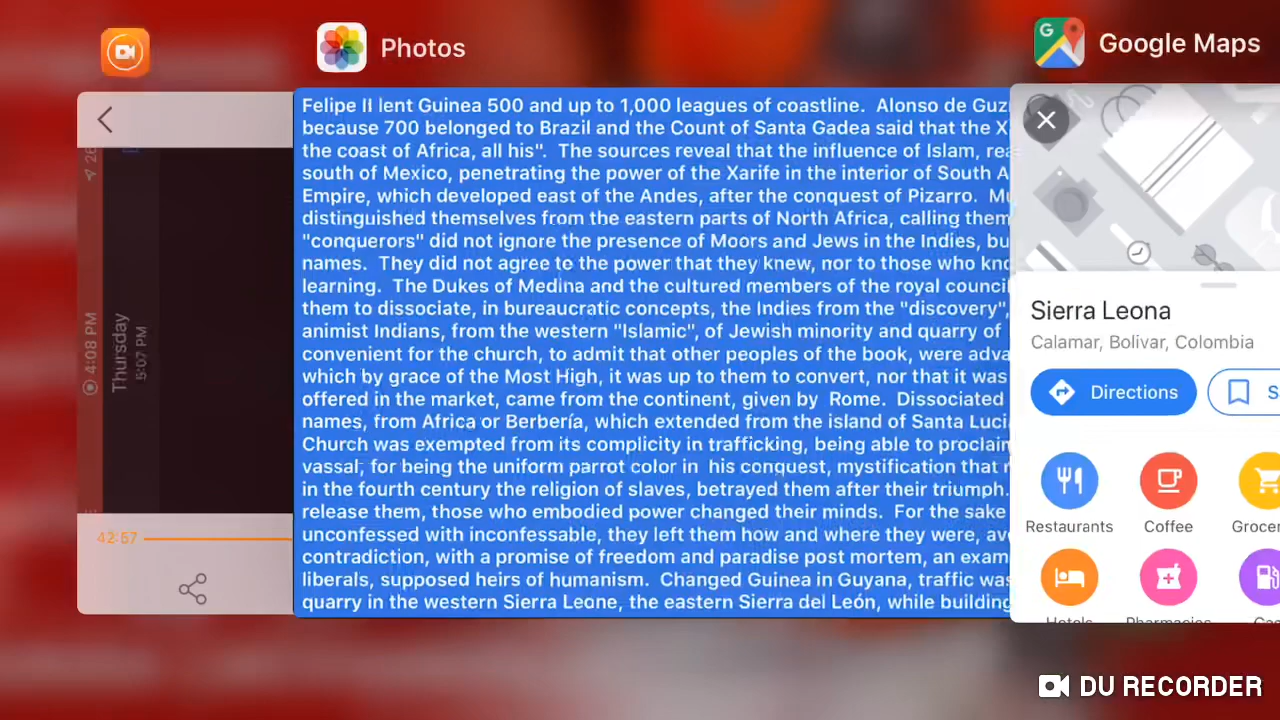 Photos
Google Maps
Felipe II lent Guinea 500 and up to 1,000 leagues of coastline. Alonso de Guz
because 700 belonged to Brazil and the Count of Santa Gadea said that the X
the coast of Africa, all his". The sources reveal that the influence of Islam, rea
south of Mexico, penetrating the power of the Xarife in the interior of South A
Empire, which developed east of the Andes, after the conquest of Pizarro. Mu
distinguished themselves from the eastern parts of North Africa, calling them
"conquerors" did not ignore the presence of Moors and Jews in the Indies, bu
names. They did not agree to the power that they knew, nor to those who kno
learning. The Dukes of Medina and the cultured members of the royal council
them to dissociate, in bureaucratic concepts, the Indies from the "discovery",
animist Indians, from the western "Islamic", of Jewish minority and quarry of
convenient for the church, to admit that other peoples of the book, were adva
which by grace of the Most High, it was up to them to convert, nor that it was
offered in the market, came from the continent, given by Rome. Dissociated
names, from Africa or Berbería, which extended from the island of Santa Luci
Church was exempted from its complicity in trafficking, being able to proclaim
vassal, for being the uniform parrot color in his conquest, mystification that
in the fourth century the religion of slaves, betrayed them after their triumph.
release them, those who embodied power changed their minds. For the sake
unconfessed with inconfessable, they left them how and where they were, av
contradiction, with a promise of freedom and paradise post mortem, an exam
liberals, supposed heirs of humanism. Changed Guinea in Guyana, traffic was
quarry in the western Sierra Leone, the eastern Sierra del León, while building
4:08 PM
Thursday
5:07 PM
42:57
Sierra Leona
Calamar, Bolivar, Colombia
Directions
S
Restaurants
Coffee
Grocer
Hotels
Pharmacies
Ga
DU RECORDER